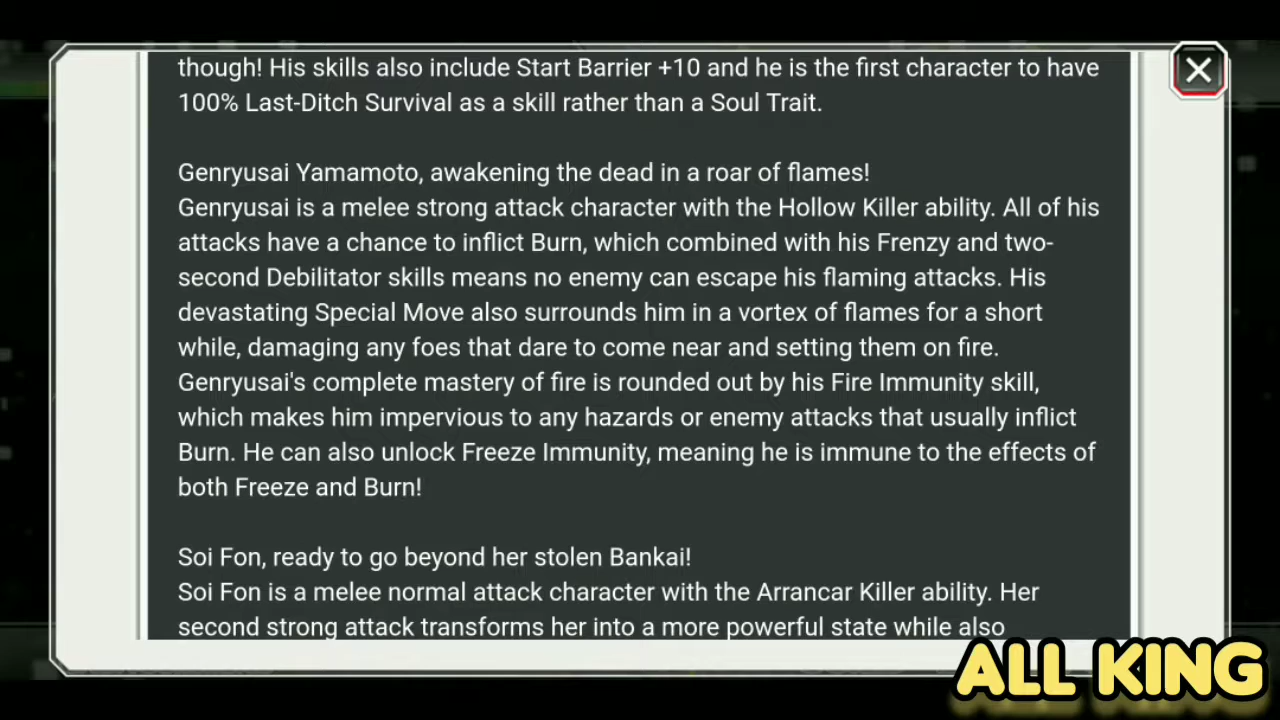 though! His skills also include Start Barrier +10 and he is the first character to have
100% Last-Ditch Survival as a skill rather than a Soul Trait.
Genryusai Yamamoto, awakening the dead in a roar of flames!
Genryusai is a melee strong attack character with the Hollow Killer ability. All of his
attacks have a chance to inflict Burn, which combined with his Frenzy and two-
second Debilitator skills means no enemy can escape his flaming attacks. His
devastating Special Move also surrounds him in a vortex of flames for a short
while, damaging any foes that dare to come near and setting them on fire.
Genryusai's complete mastery of fire is rounded out by his Fire Immunity skill,
which makes him impervious to any hazards or enemy attacks that usually inflict
Burn. He can also unlock Freeze Immunity, meaning he is immune to the effects of
both Freeze and Burn!
Soi Fon, ready to go beyond her stolen Bankai!
Soi Fon is a melee normal attack character with the Arrancar Killer ability. Her
second strong attack transforms her into a more powerful state while also
ALL KING